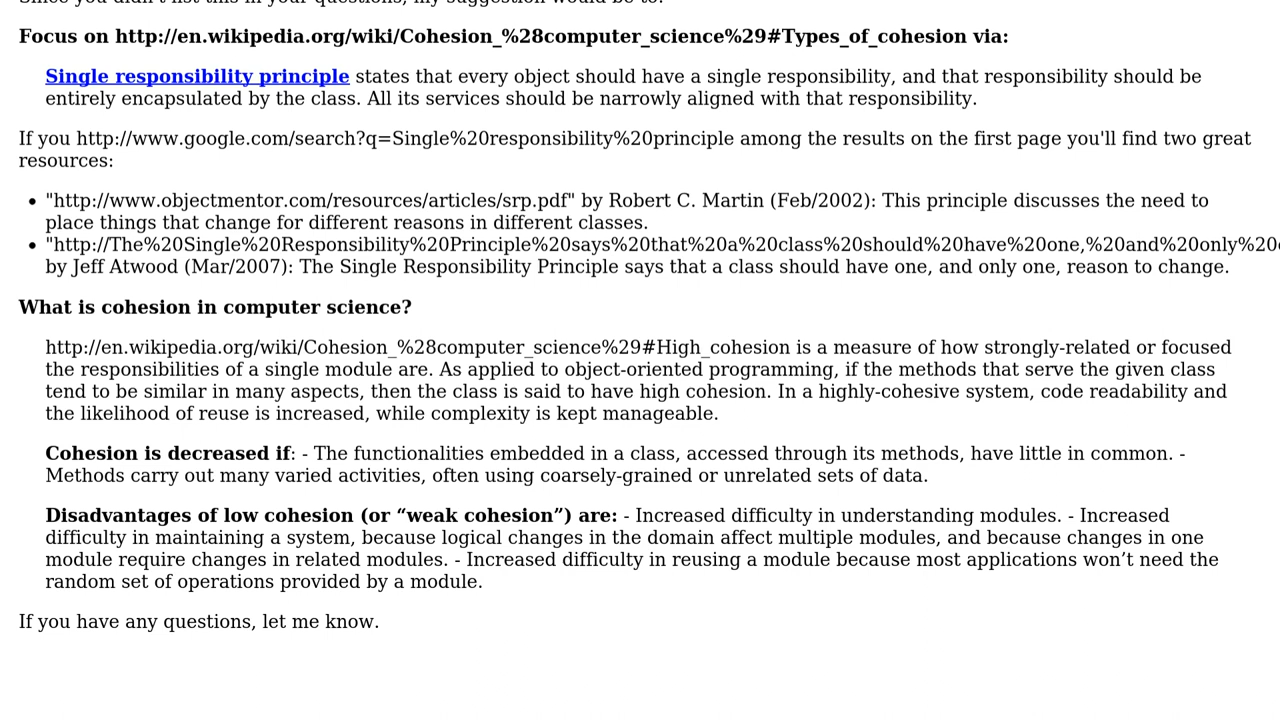 Since you didn't list this in your questions, my suggestion would be to:
Focus on http://en.wikipedia.org/wiki/Cohesion_%28computer_science%29#Types_of_cohesion via:
Single responsibility principle states that every object should have a single responsibility, and that responsibility should be
entirely encapsulated by the class. All its services should be narrowly aligned with that responsibility.
If you http://www.google.com/search?q=Single%20responsibility%20principle among the results on the first page you'll find two great
resources:
• "http://www.objectmentor.com/resources/articles/srp.pdf" by Robert C. Martin (Feb/2002): This principle discusses the need to
place things that change for different reasons in different classes.
• "http://The%20Single%20Responsibility%20Principle%20says%20that%20a%20class%20should%20have%20one,%20and%20only%20
by Jeff Atwood (Mar/2007): The Single Responsibility Principle says that a class should have one, and only one, reason to change.
What is cohesion in computer science?
http://en.wikipedia.org/wiki/Cohesion_%28computer_science%29#High_cohesion is a measure of how strongly-related or focused
the responsibilities of a single module are. As applied to object-oriented programming, if the methods that serve the given class
tend to be similar in many aspects, then the class is said to have high cohesion. In a highly-cohesive system, code readability and
the likelihood of reuse is increased, while complexity is kept manageable.
Cohesion is decreased if: - The functionalities embedded in a class, accessed through its methods, have little in common. -
Methods carry out many varied activities, often using coarsely-grained or unrelated sets of data.
Disadvantages of low cohesion (or “weak cohesion”) are: - Increased difficulty in understanding modules. - Increased
difficulty in maintaining a system, because logical changes in the domain affect multiple modules, and because changes in one
module require changes in related modules. - Increased difficulty in reusing a module because most applications won’t need the
random set of operations provided by a module.
If you have any questions, let me know.